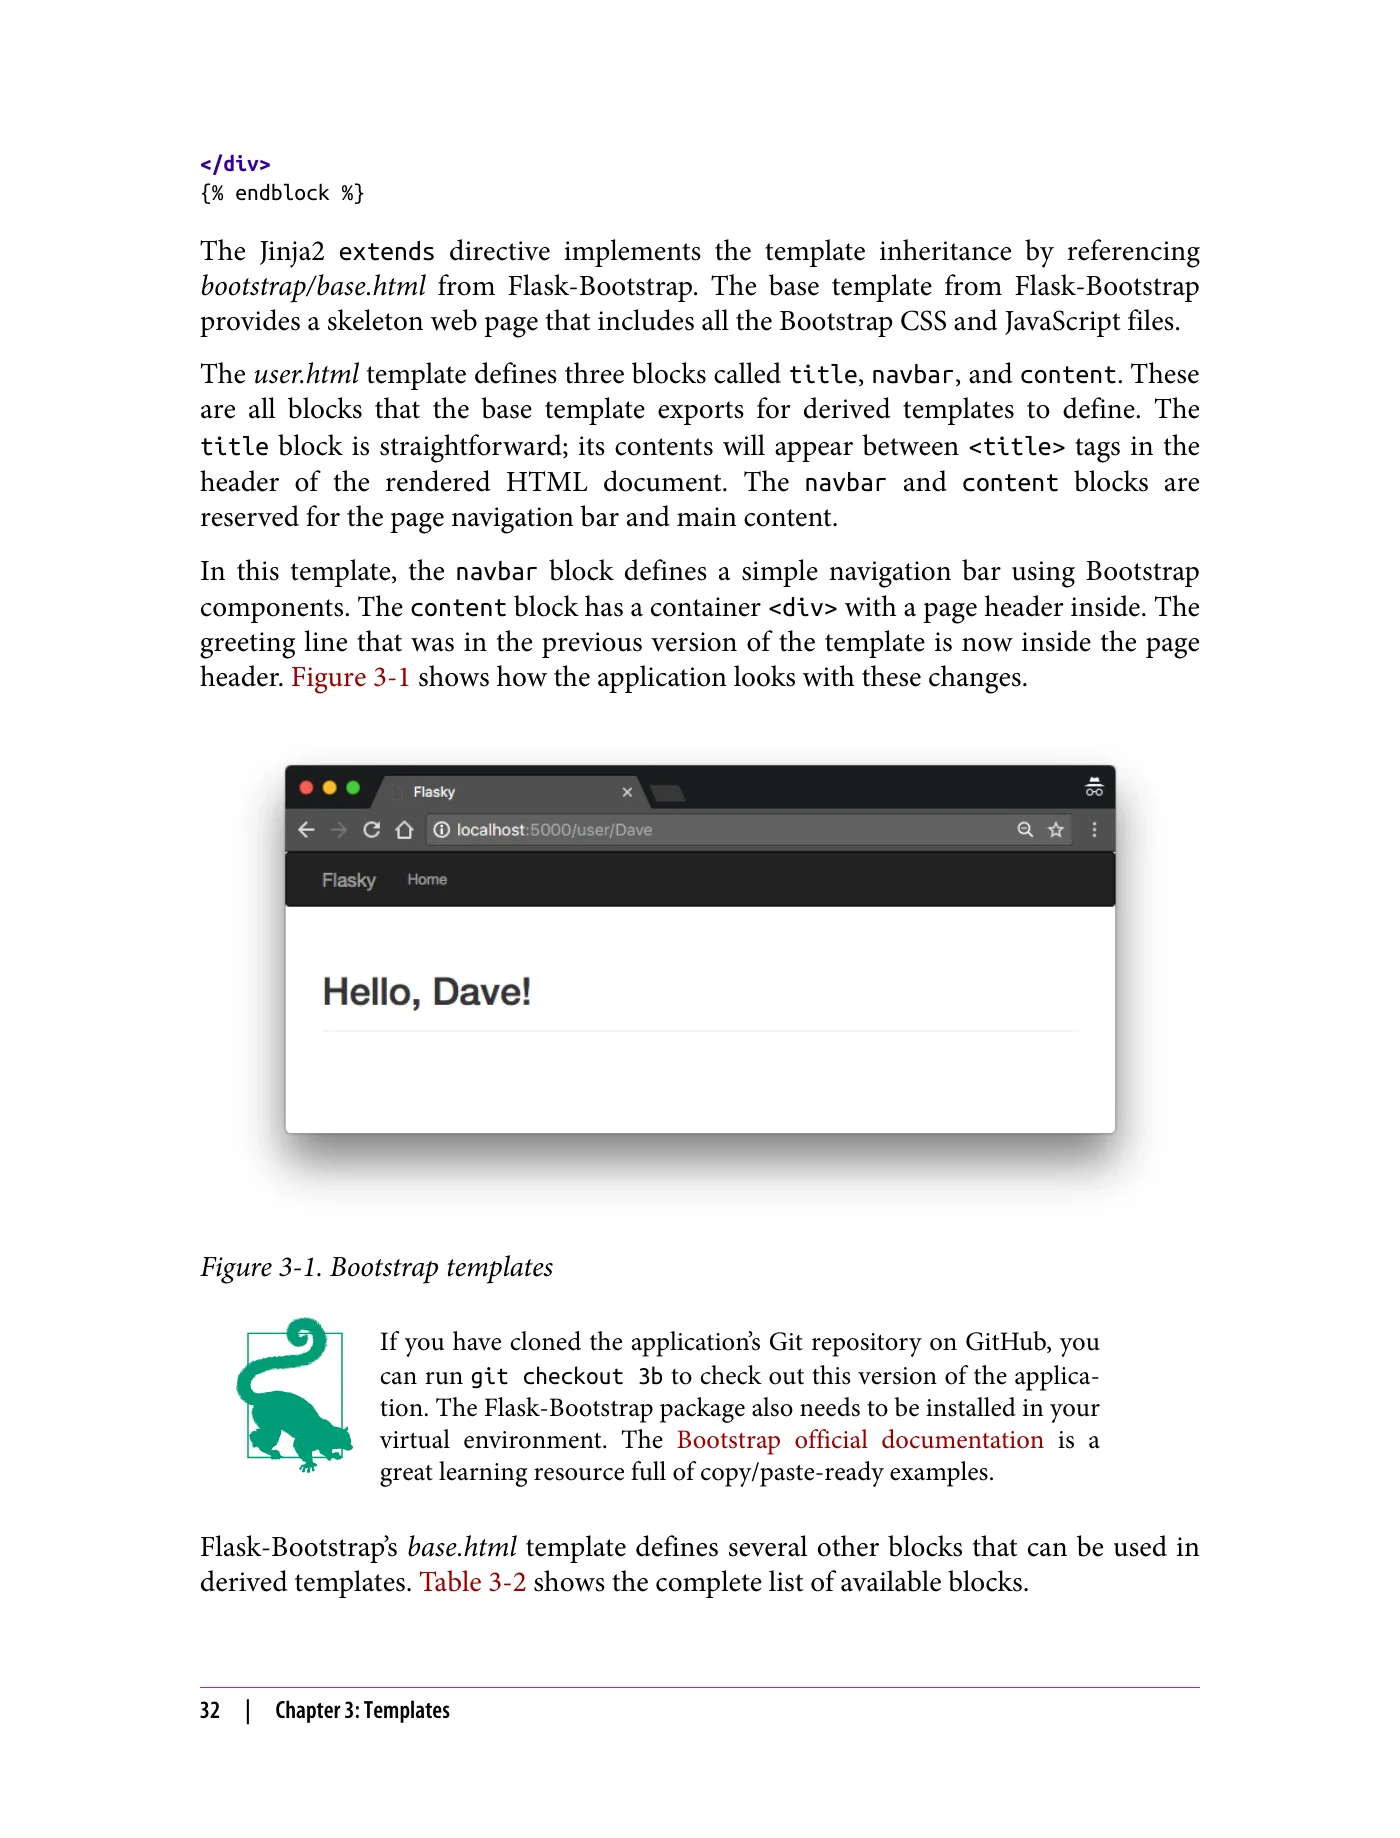 </div>
{% endblock %}
The Jinja2 extends directive implements the template inheritance by referencing
bootstrap/base.html from Flask-Bootstrap. The base template from Flask-Bootstrap
provides a skeleton web page that includes all the Bootstrap CSS and JavaScript files.
The user.html template defines three blocks called title, navbar, and content. These
are all blocks that the base template exports for derived templates to define. The
title block is straightforward; its contents will appear between <title> tags in the
header of the rendered HTML document. The navbar and content blocks are
reserved for the page navigation bar and main content.
In this template, the navbar block defines a simple navigation bar using Bootstrap
components. The content block has a container <div> with a page header inside. The
greeting line that was in the previous version of the template is now inside the page
header. Figure 3-1 shows how the application looks with these changes.
Flasky
localhost:5000/user/Dave
Flasky Home
Hello, Dave!
Figure 3-1. Bootstrap templates
If you have cloned the application’s Git repository on GitHub, you
can run git checkout 3b to check out this version of the applica-
tion. The Flask-Bootstrap package also needs to be installed in your
virtual environment. The Bootstrap official documentation is a
great learning resource full of copy/paste-ready examples.
Flask-Bootstrap’s base.html template defines several other blocks that can be used in
derived templates. Table 3-2 shows the complete list of available blocks.
32 | Chapter 3: Templates